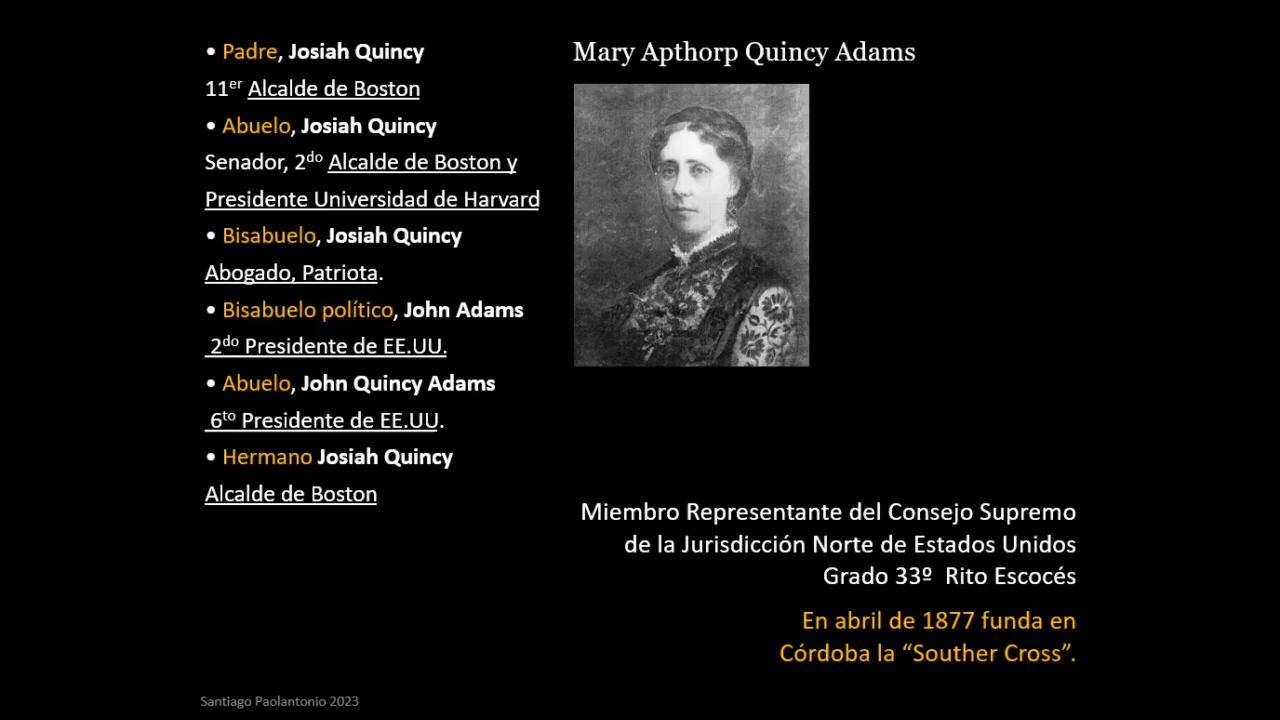 • Padre, Josiah Quincy
11er Alcalde de Boston
• Abuelo, Josiah Quincy
Senador, 2do Alcalde de Boston y
Presidente Universidad de Harvard
• Bisabuelo, Josiah Quincy
Abogado, Patriota.
• Bisabuelo político, John Adams
2do Presidente de EE.UU.
• Abuelo, John Quincy Adams
6to Presidente de EE.UU.
• Hermano Josiah Quincy
Alcalde de Boston
Mary Apthorp Quincy Adams
Miembro Representante del Consejo Supremo
de la Jurisdicción Norte de Estados Unidos
Grado 33º Rito Escocés
En abril de 1877 funda en
Córdoba la “Souther Cross”.
Santiago Paolantonio 2023